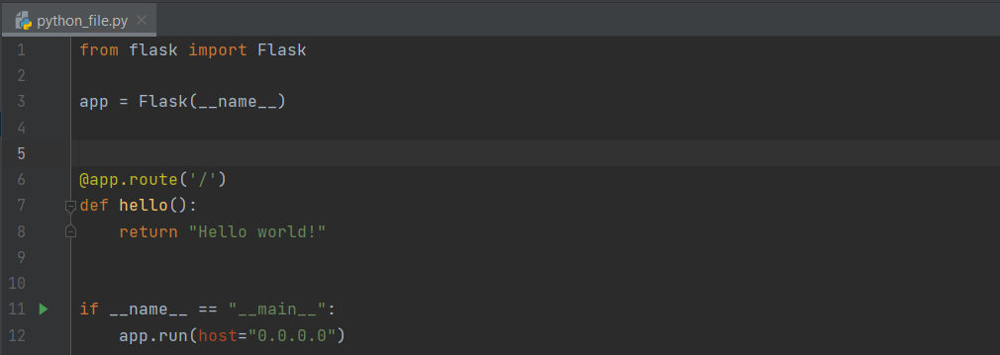 python_file.py
1 from flask import Flask
2
3 app = Flask(__name__)
4
5
6 @app.route('/')
7 def hello():
8     return "Hello world!"
9
10
11 if __name__ == "__main__":
12     app.run(host="0.0.0.0")